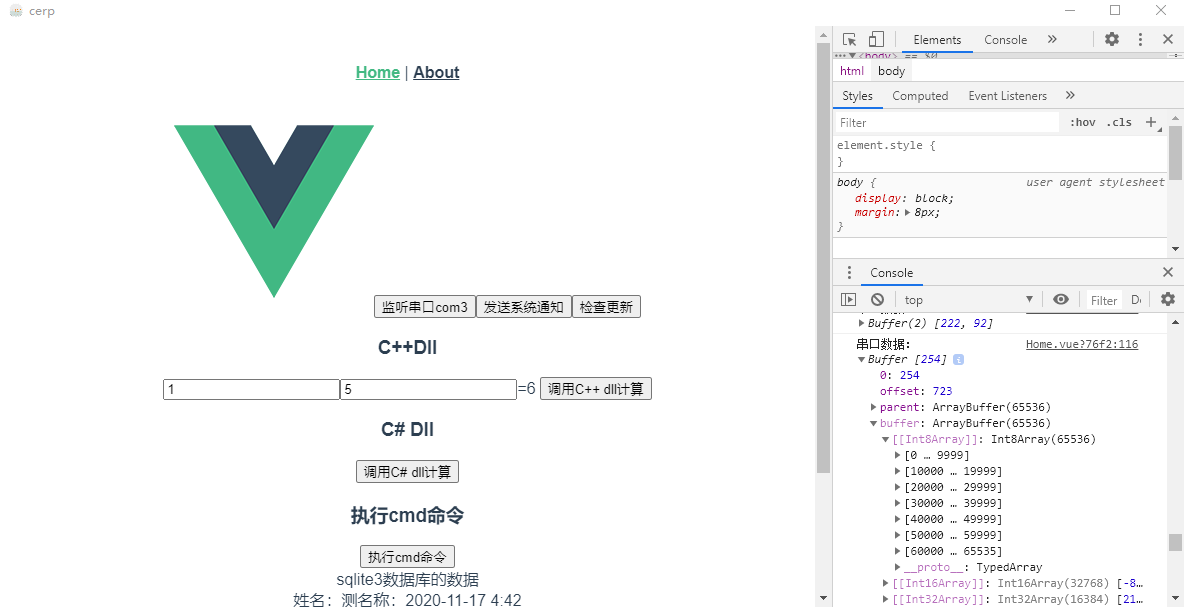 cerp
Home | About
监听串口com3 发送系统通知 检查更新
C++Dll
1 5 =6 调用C++ dll计算
C# Dll
调用C# dll计算
执行cmd命令
执行cmd命令
sqlite3数据库的数据
姓名：测名称：2020-11-17 4:42
Elements Console »
html body
Styles Computed Event Listeners »
Filter :hov .cls +
element.style {
}
body { user agent stylesheet
display: block;
margin: 8px;
}
Console
top Filter
Buffer(2) [222, 92]
串口数据: Home.vue?76f2:116
Buffer [254] i
0: 254
offset: 723
parent: ArrayBuffer(65536)
buffer: ArrayBuffer(65536)
[[Int8Array]]: Int8Array(65536)
[0 … 9999]
[10000 … 19999]
[20000 … 29999]
[30000 … 39999]
[40000 … 49999]
[50000 … 59999]
[60000 … 65535]
__proto__: TypedArray
[[Int16Array]]: Int16Array(32768) [-8…
[[Int32Array]]: Int32Array(16384) [21…